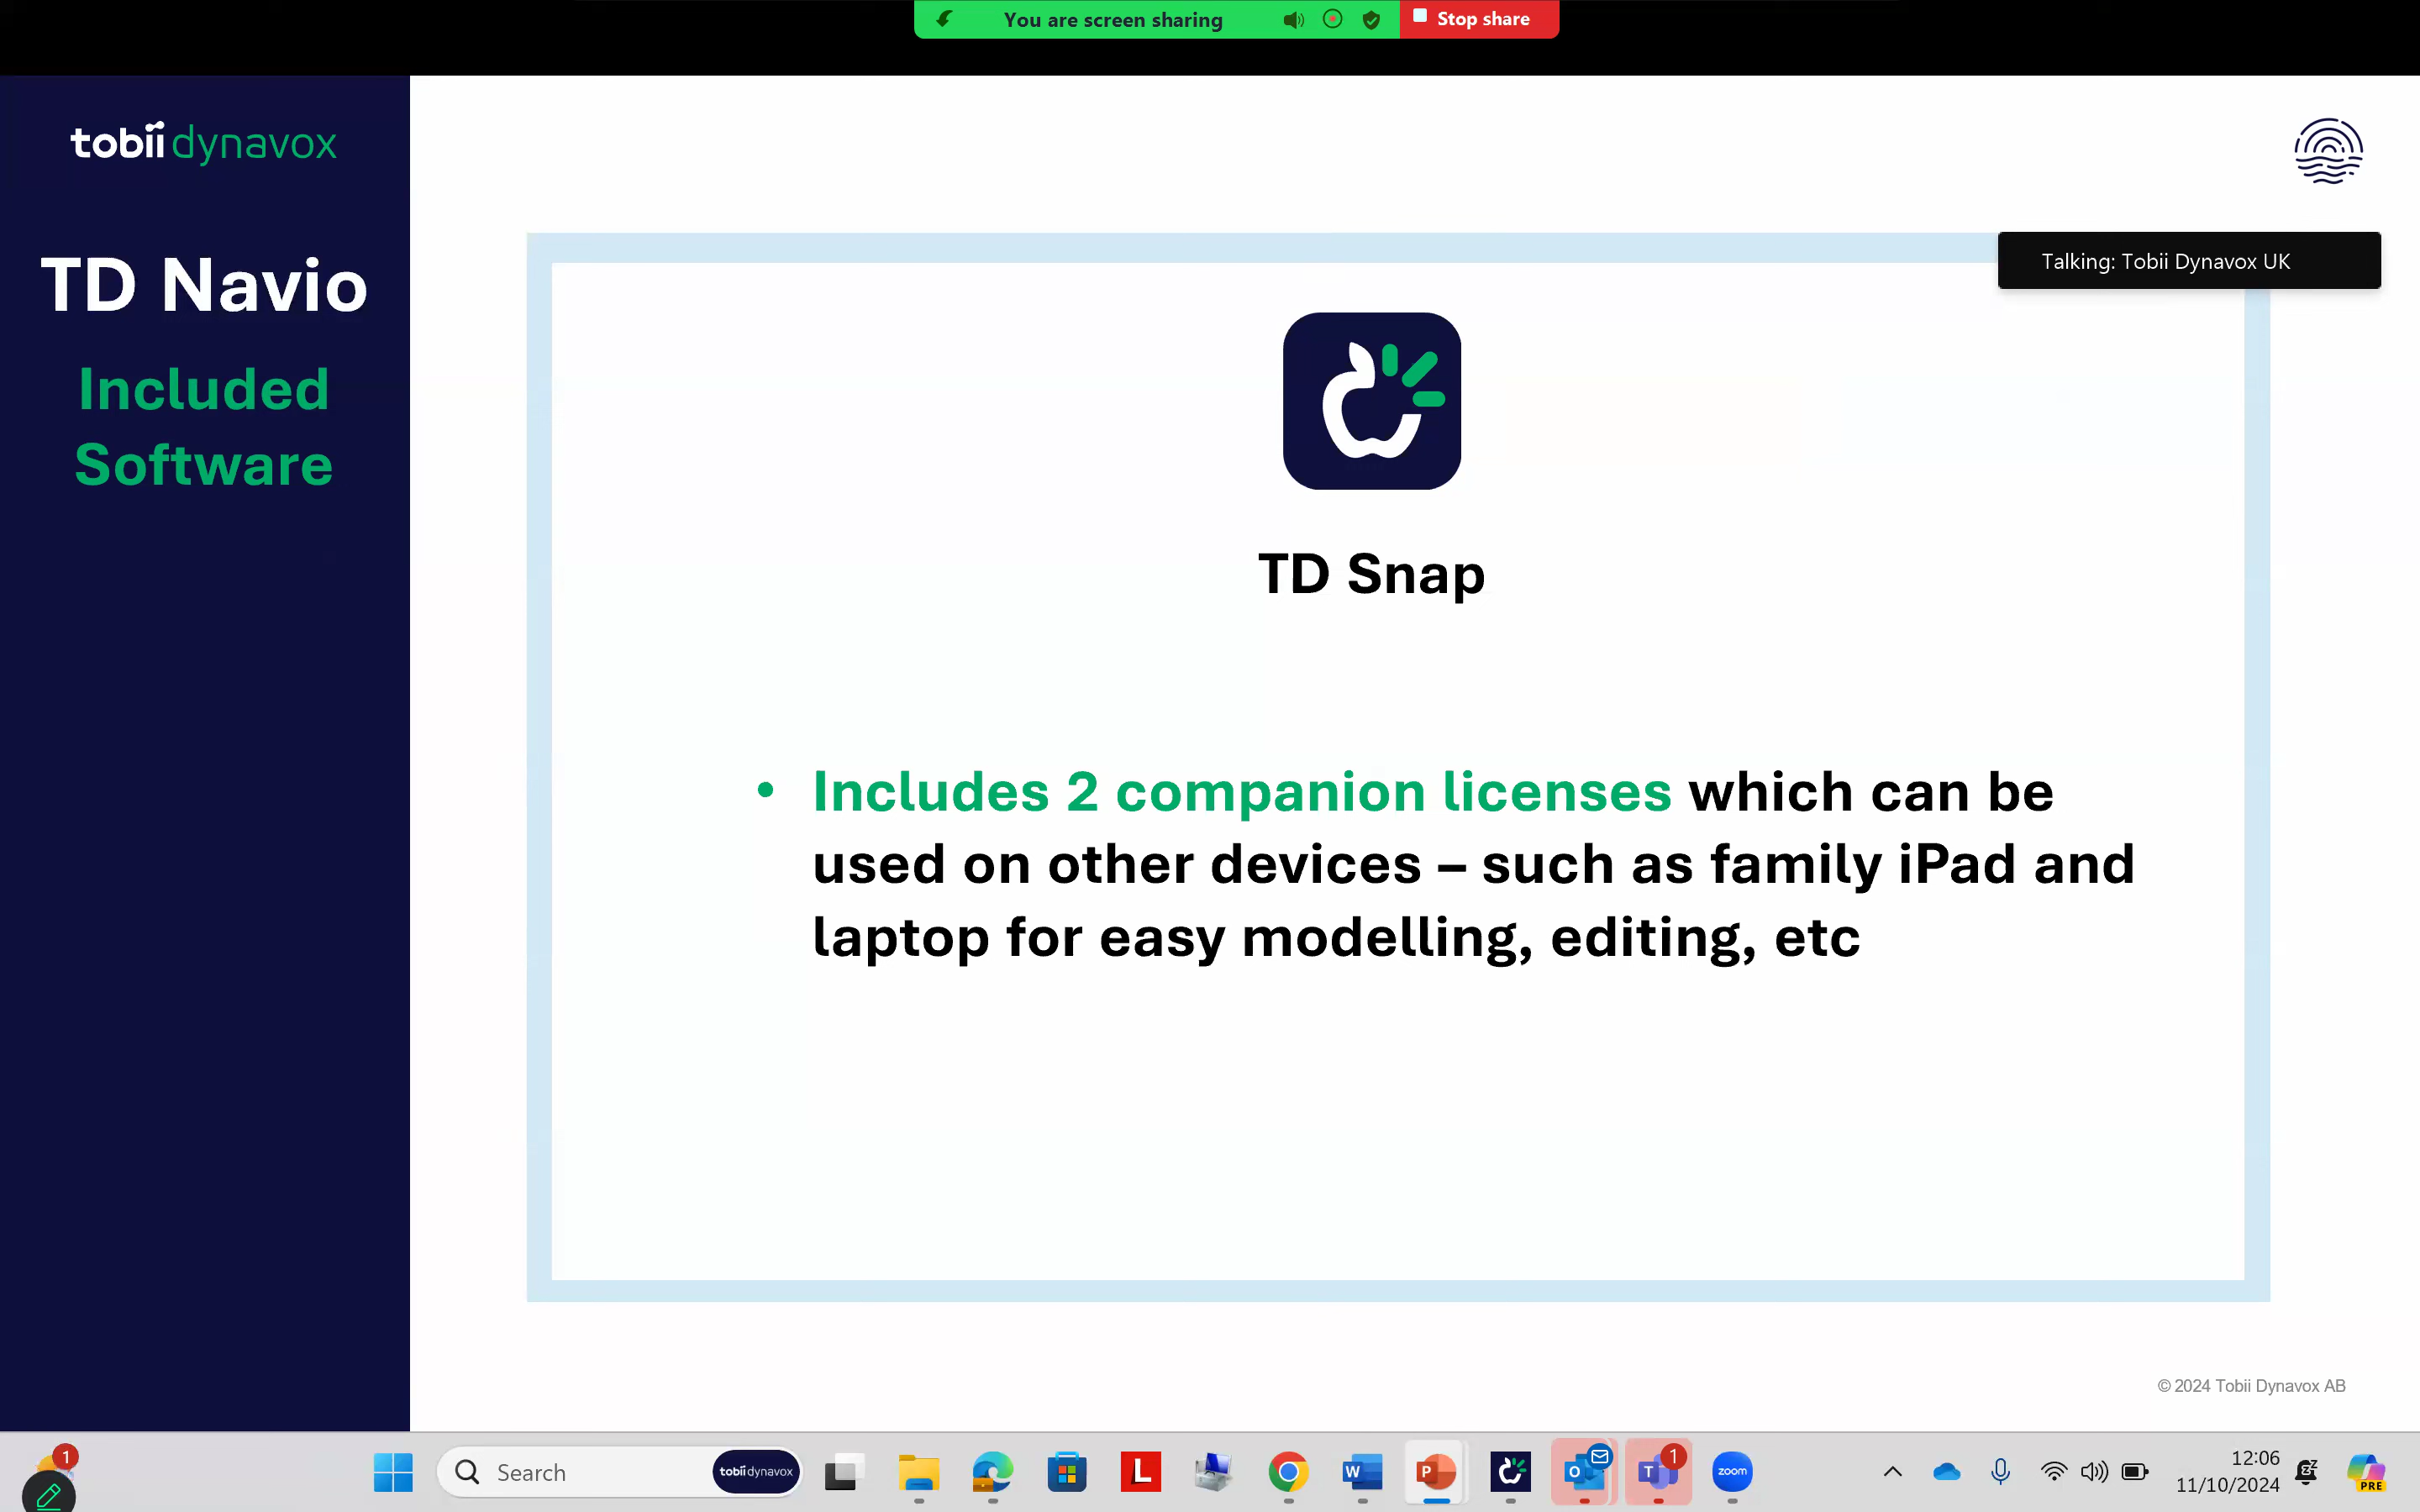 You are screen sharing
Stop share
tobii dynavox
TD Navio
Included
Software
Talking: Tobii Dynavox UK
TD Snap
• Includes 2 companion licenses which can be
used on other devices – such as family iPad and
laptop for easy modelling, editing, etc
© 2024 Tobii Dynavox AB
1
Search
tobii dynavox
L
W
P
O
T
1
zoom
12:06
11/10/2024
PRE